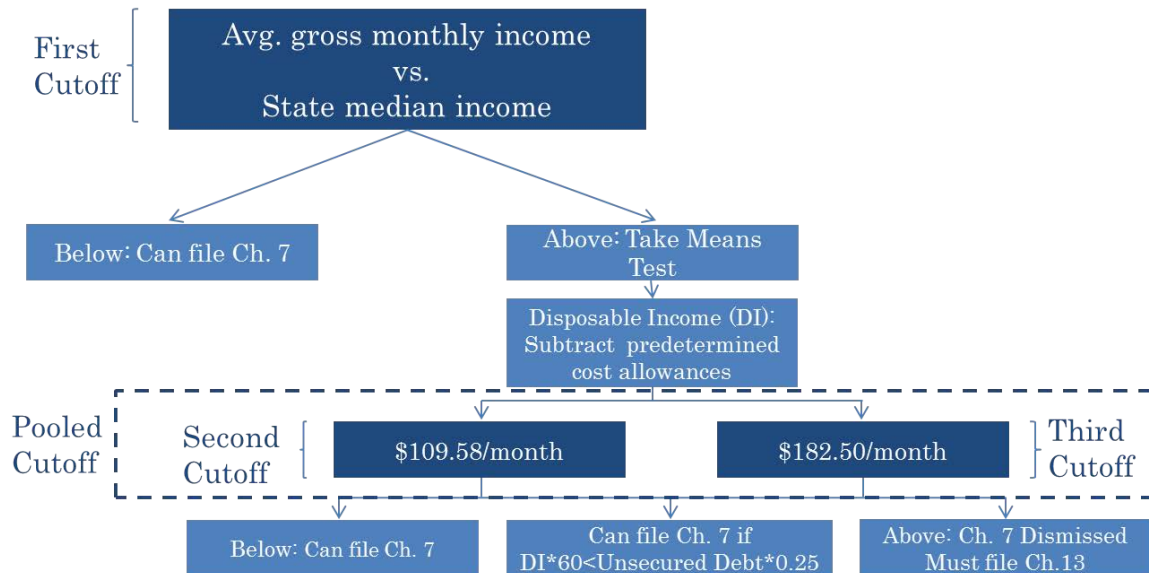 First
Cutoff
Avg. gross monthly income
vs.
State median income
Below: Can file Ch. 7
Above: Take Means
Test
Disposable Income (DI):
Subtract predetermined
cost allowances
Pooled
Cutoff
Second
Cutoff
$109.58/month
$182.50/month
Third
Cutoff
Below: Can file Ch. 7
Can file Ch. 7 if
DI*60<Unsecured Debt*0.25
Above: Ch. 7 Dismissed
Must file Ch.13